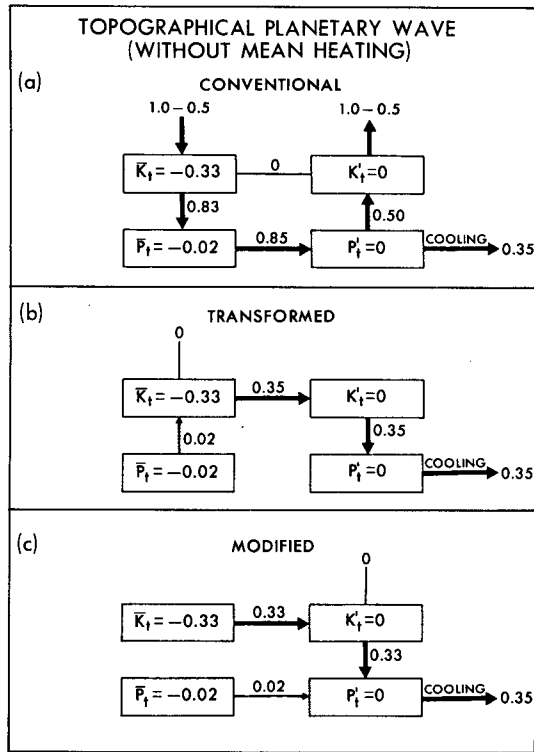 TOPOGRAPHICAL PLANETARY WAVE
(WITHOUT MEAN HEATING)
(a)
CONVENTIONAL
1.0–0.5 1.0–0.5
K̄t = −0.33 0 K't=0
0.83 0.50
P̄t = −0.02 0.85 P't=0 COOLING 0.35
(b)
TRANSFORMED
0
K̄t = −0.33 0.35 K't=0
0.02 0.35
P̄t = −0.02 P't=0 COOLING 0.35
(c)
MODIFIED
0
K̄t = −0.33 0.33 K't=0
0.33
P̄t = −0.02 0.02 P't=0 COOLING 0.35